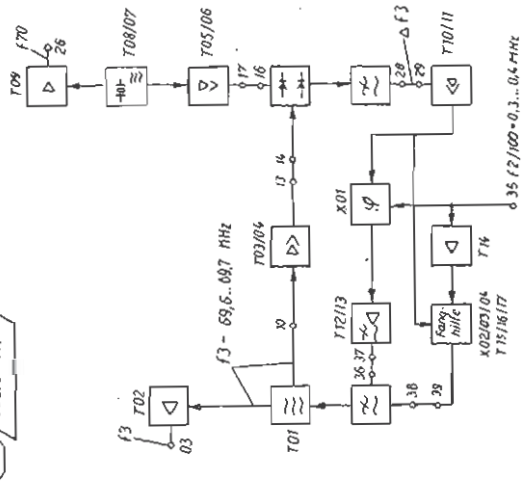 f70
26
T09
T08/07
T05/06
17 16
28 29
Δ f3
T10/11
f3
03
T02
f3 - 69,6...69,7 MHz
T01
10
T03/04
13 14
X01
φ
T12/13
36 37
T14
38 39
Fang-
hilfe
X02/03/04
T15/16/17
35 f2/100=0,3...0,4 MHz